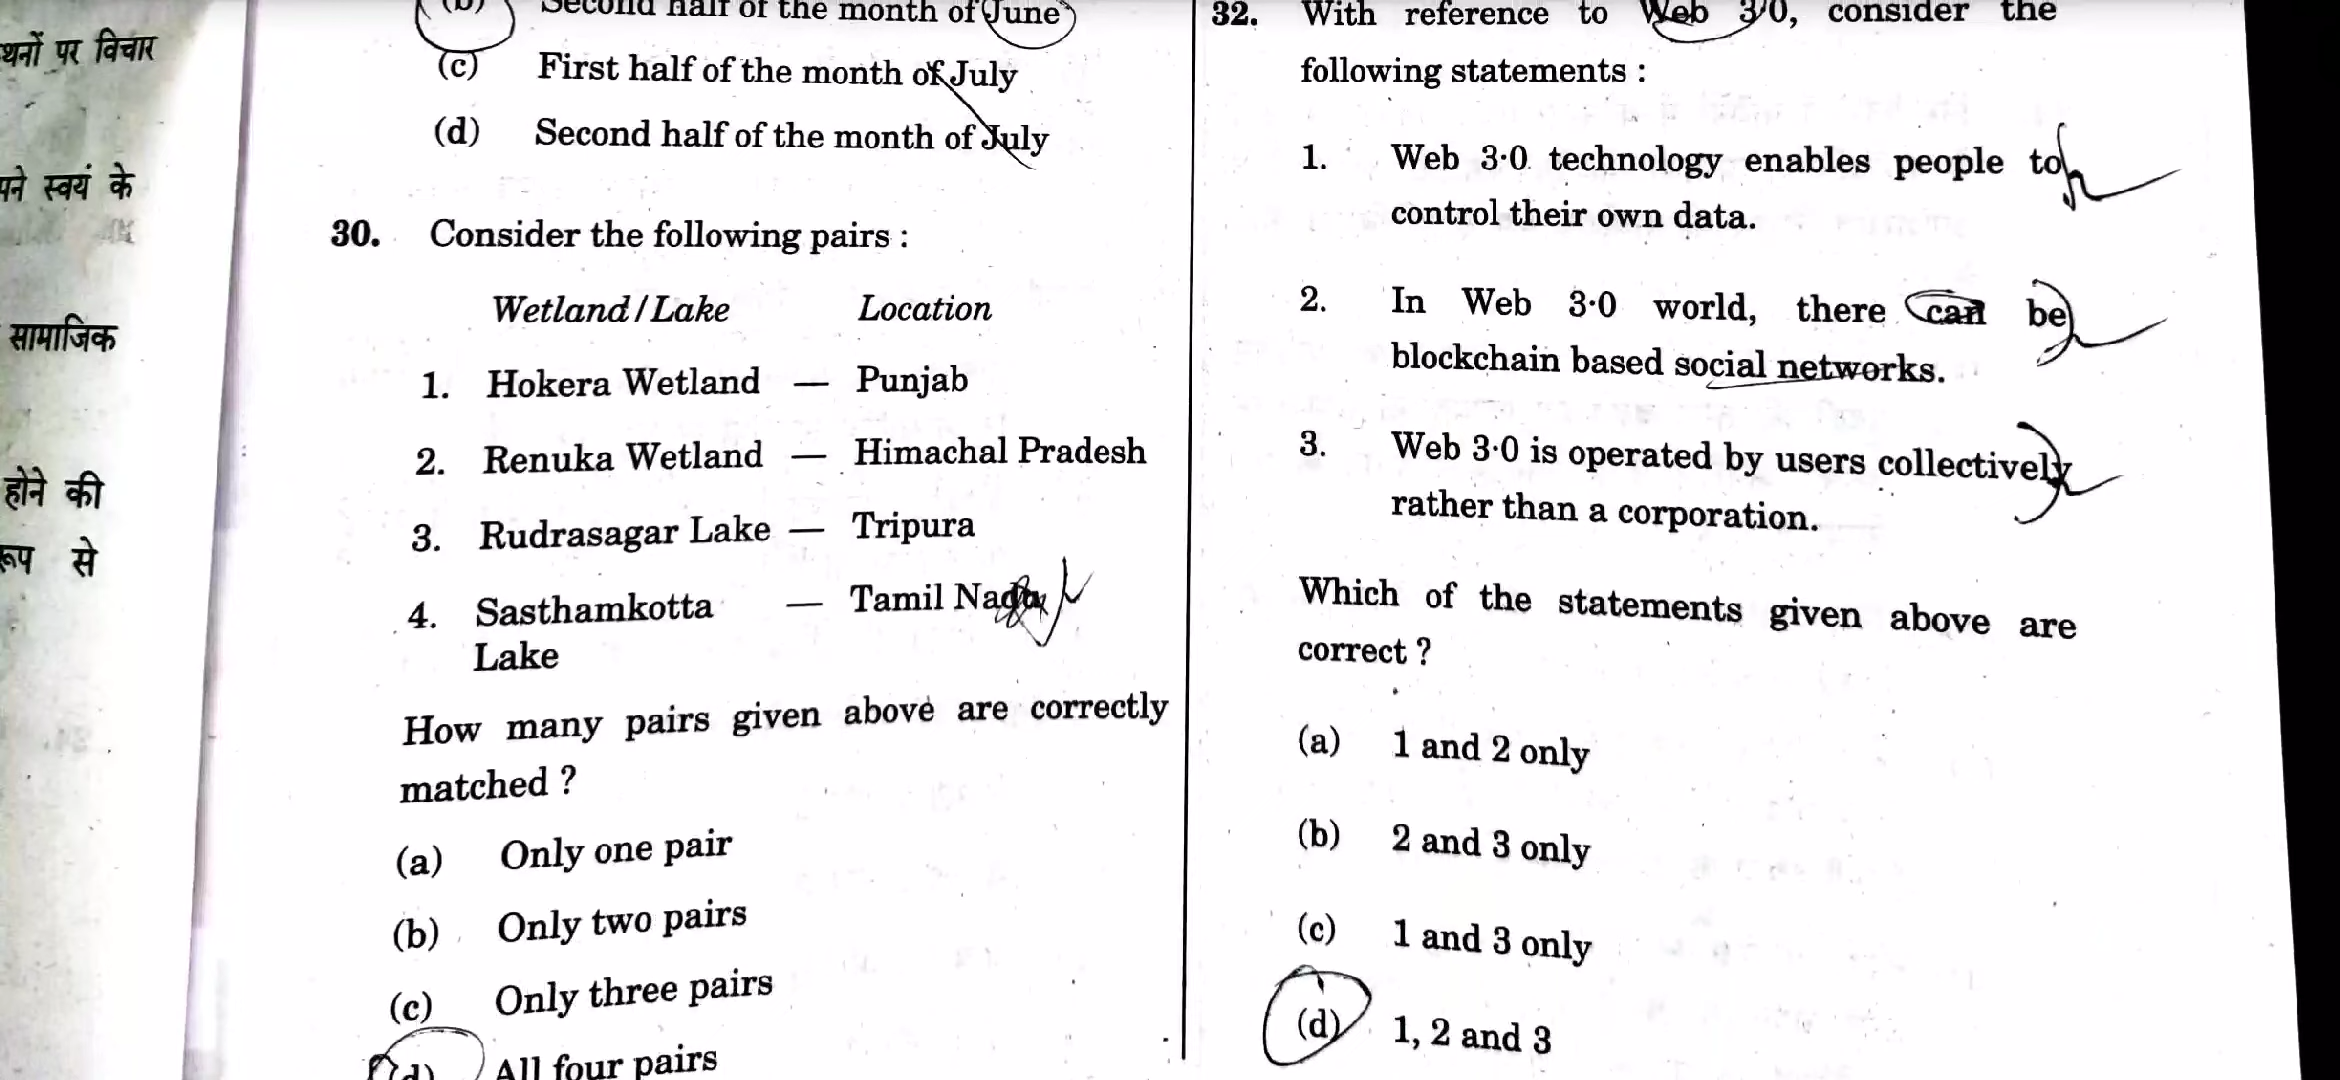 थनों पर विचार
पने स्वयं के
सामाजिक
होने की
रूप से
(b) Second half of the month of June
(c) First half of the month of July
(d) Second half of the month of July
30. Consider the following pairs :
Wetland / Lake Location
1. Hokera Wetland — Punjab
2. Renuka Wetland — Himachal Pradesh
3. Rudrasagar Lake — Tripura
4. Sasthamkotta — Tamil Nadu
Lake
How many pairs given above are correctly
matched ?
(a) Only one pair
(b) Only two pairs
(c) Only three pairs
(d) All four pairs
32. With reference to Web 3·0, consider the
following statements :
1. Web 3·0 technology enables people to
control their own data.
2. In Web 3·0 world, there can be
blockchain based social networks.
3. Web 3·0 is operated by users collectively
rather than a corporation.
Which of the statements given above are
correct ?
(a) 1 and 2 only
(b) 2 and 3 only
(c) 1 and 3 only
(d) 1, 2 and 3